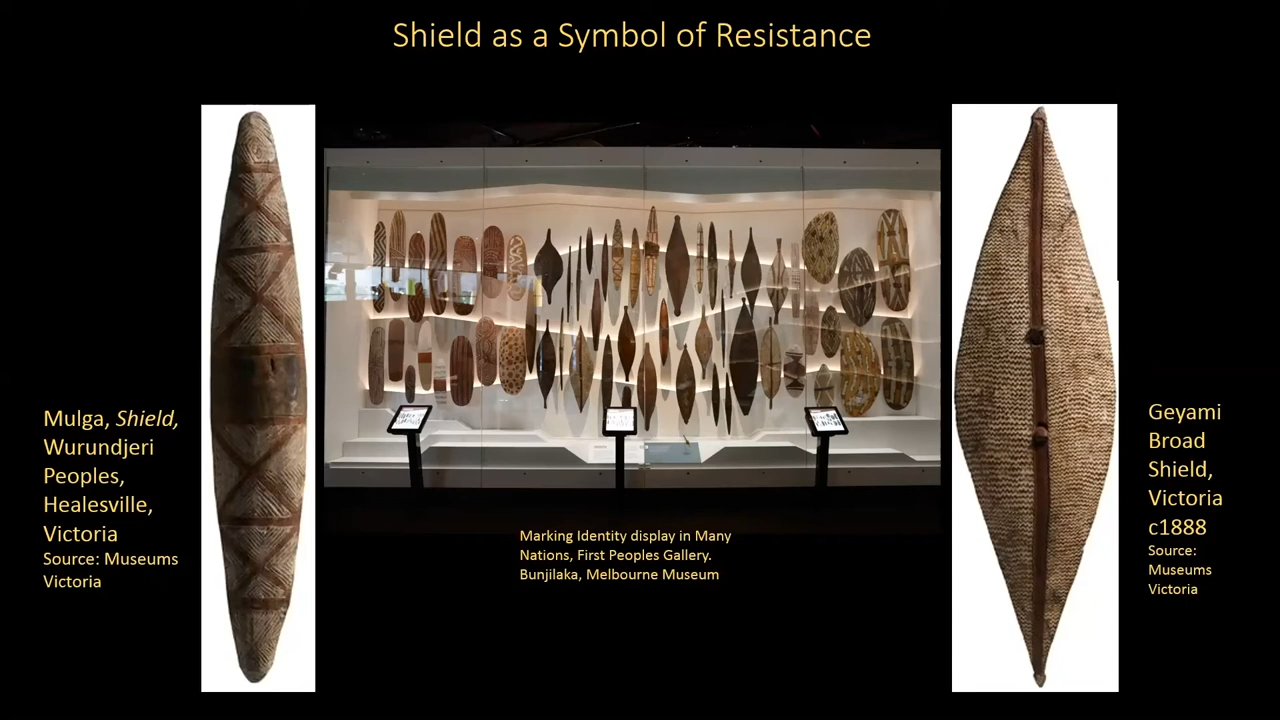 Shield as a Symbol of Resistance
Mulga, Shield,
Wurundjeri
Peoples,
Healesville,
Victoria
Source: Museums
Victoria
Marking Identity display in Many
Nations, First Peoples Gallery.
Bunjilaka, Melbourne Museum
Geyami
Broad
Shield,
Victoria
c1888
Source:
Museums
Victoria